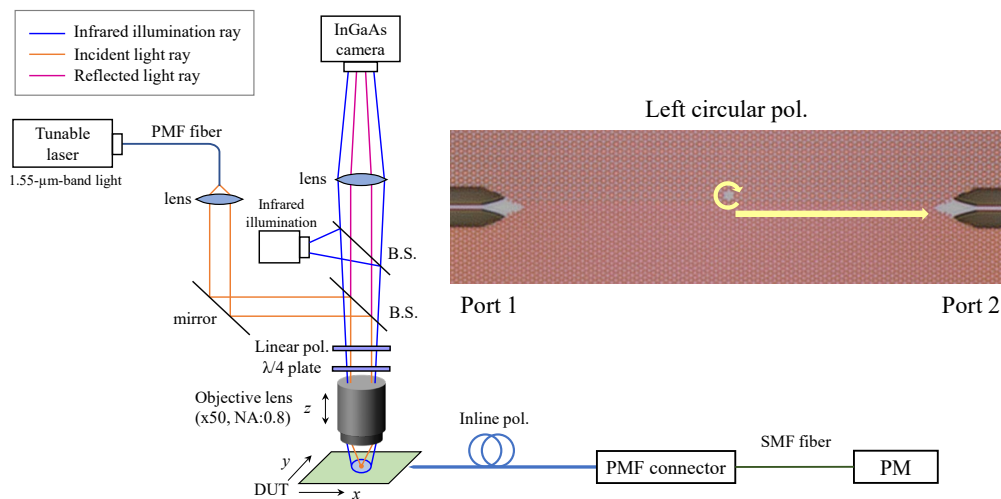 Infrared illumination ray
Incident light ray
Reflected light ray
InGaAs
camera
Tunable
laser
PMF fiber
1.55-µm-band light
lens
lens
Infrared
illumination
B.S.
B.S.
mirror
Linear pol.
λ/4 plate
Objective lens
(x50, NA:0.8)
z
y
DUT
x
Inline pol.
PMF connector
SMF fiber
PM
Left circular pol.
Port 1
Port 2